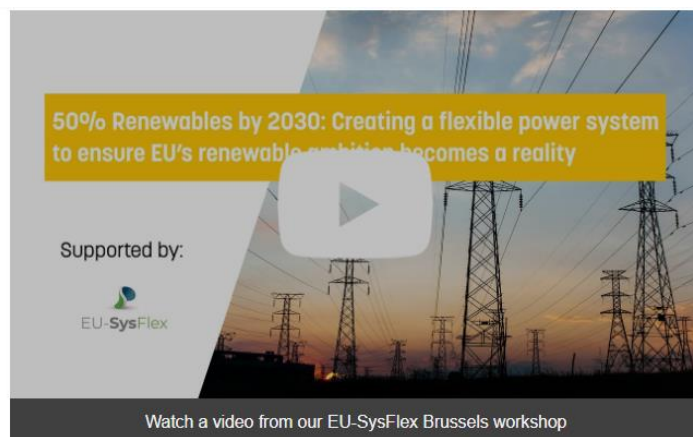 50% Renewables by 2030: Creating a flexible power system
to ensure EU's renewable ambition becomes a reality
Supported by:
EU-SysFlex
Watch a video from our EU-SysFlex Brussels workshop